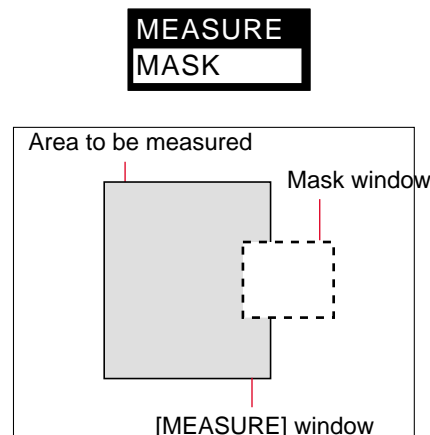 MEASURE
MASK
Area to be measured
Mask window
[MEASURE] window